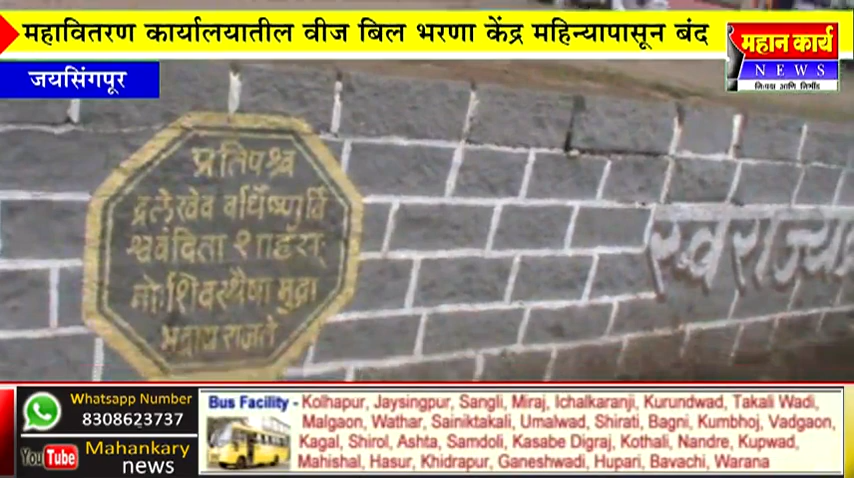 महावितरण कार्यालयातील वीज बिल भरणा केंद्र महिन्यापासून बंद
महान कार्य
NEWS
निःपक्ष आणि निर्भीड
जयसिंगपूर
प्रतिपश्च
द्रलेखेव वर्धिष्णुर्वि
श्ववंदिता शाहसू
नोःशिवस्यैषा मुद्रा
भद्राय राजते
स्वराज्य
Whatsapp Number
8308623737
YouTube
Mahankary
news
Bus Facility - Kolhapur, Jaysingpur, Sangli, Miraj, Ichalkaranji, Kurundwad, Takali Wadi,
Malgaon, Wathar, Sainiktakali, Umalwad, Shirati, Bagni, Kumbhoj, Vadgaon,
Kagal, Shirol, Ashta, Samdoli, Kasabe Digraj, Kothali, Nandre, Kupwad,
Mahishal, Hasur, Khidrapur, Ganeshwadi, Hupari, Bavachi, Warana